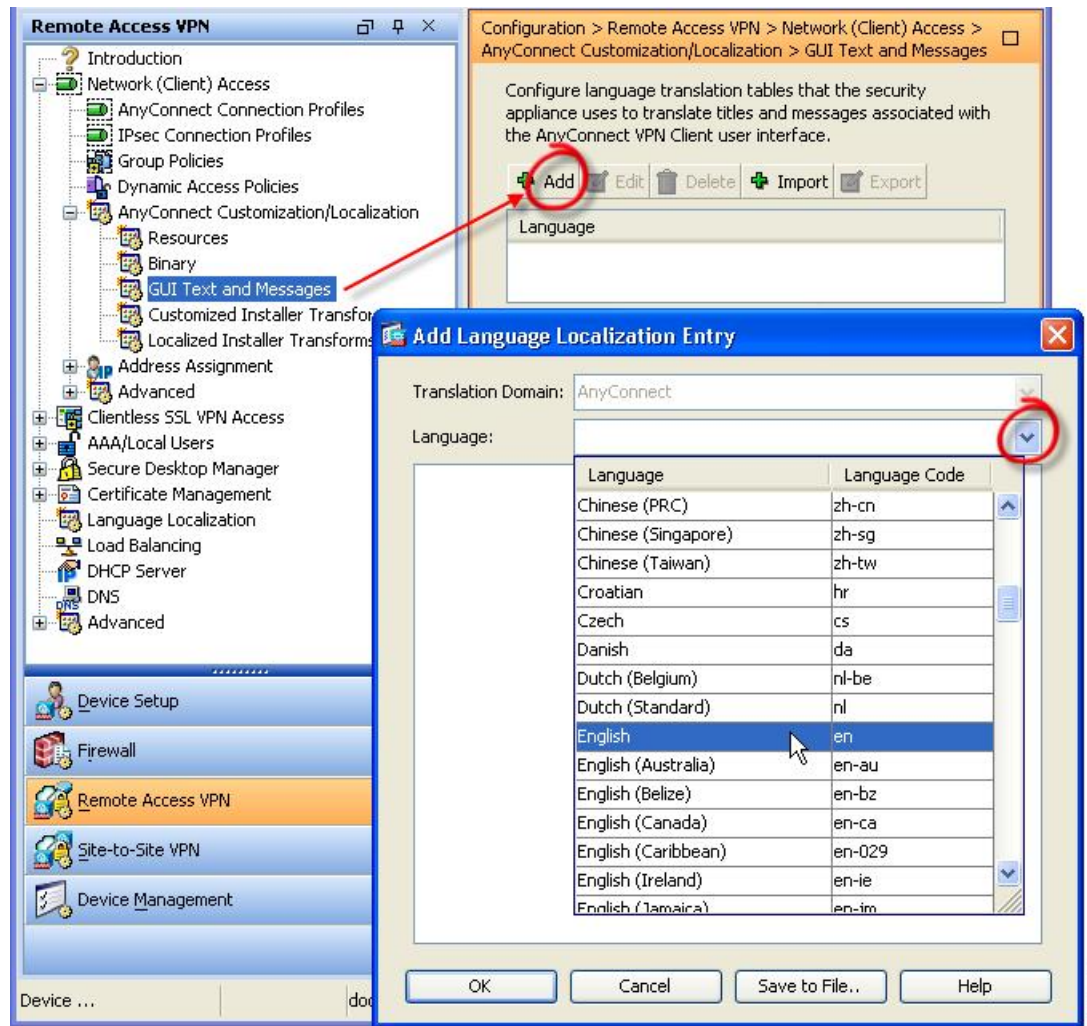 Remote Access VPN
Introduction
Network (Client) Access
AnyConnect Connection Profiles
IPsec Connection Profiles
Group Policies
Dynamic Access Policies
AnyConnect Customization/Localization
Resources
Binary
GUI Text and Messages
Customized Installer Transfor
Localized Installer Transforms
Address Assignment
Advanced
Clientless SSL VPN Access
AAA/Local Users
Secure Desktop Manager
Certificate Management
Language Localization
Load Balancing
DHCP Server
DNS
Advanced
Device Setup
Firewall
Remote Access VPN
Site-to-Site VPN
Device Management
Device ...
doc
Configuration > Remote Access VPN > Network (Client) Access >
AnyConnect Customization/Localization > GUI Text and Messages
Configure language translation tables that the security
appliance uses to translate titles and messages associated with
the AnyConnect VPN Client user interface.
Add Edit Delete Import Export
Language
Add Language Localization Entry
Translation Domain: AnyConnect
Language:
Language Language Code
Chinese (PRC) zh-cn
Chinese (Singapore) zh-sg
Chinese (Taiwan) zh-tw
Croatian hr
Czech cs
Danish da
Dutch (Belgium) nl-be
Dutch (Standard) nl
English en
English (Australia) en-au
English (Belize) en-bz
English (Canada) en-ca
English (Caribbean) en-029
English (Ireland) en-ie
English (Jamaica) en-jm
OK Cancel Save to File.. Help